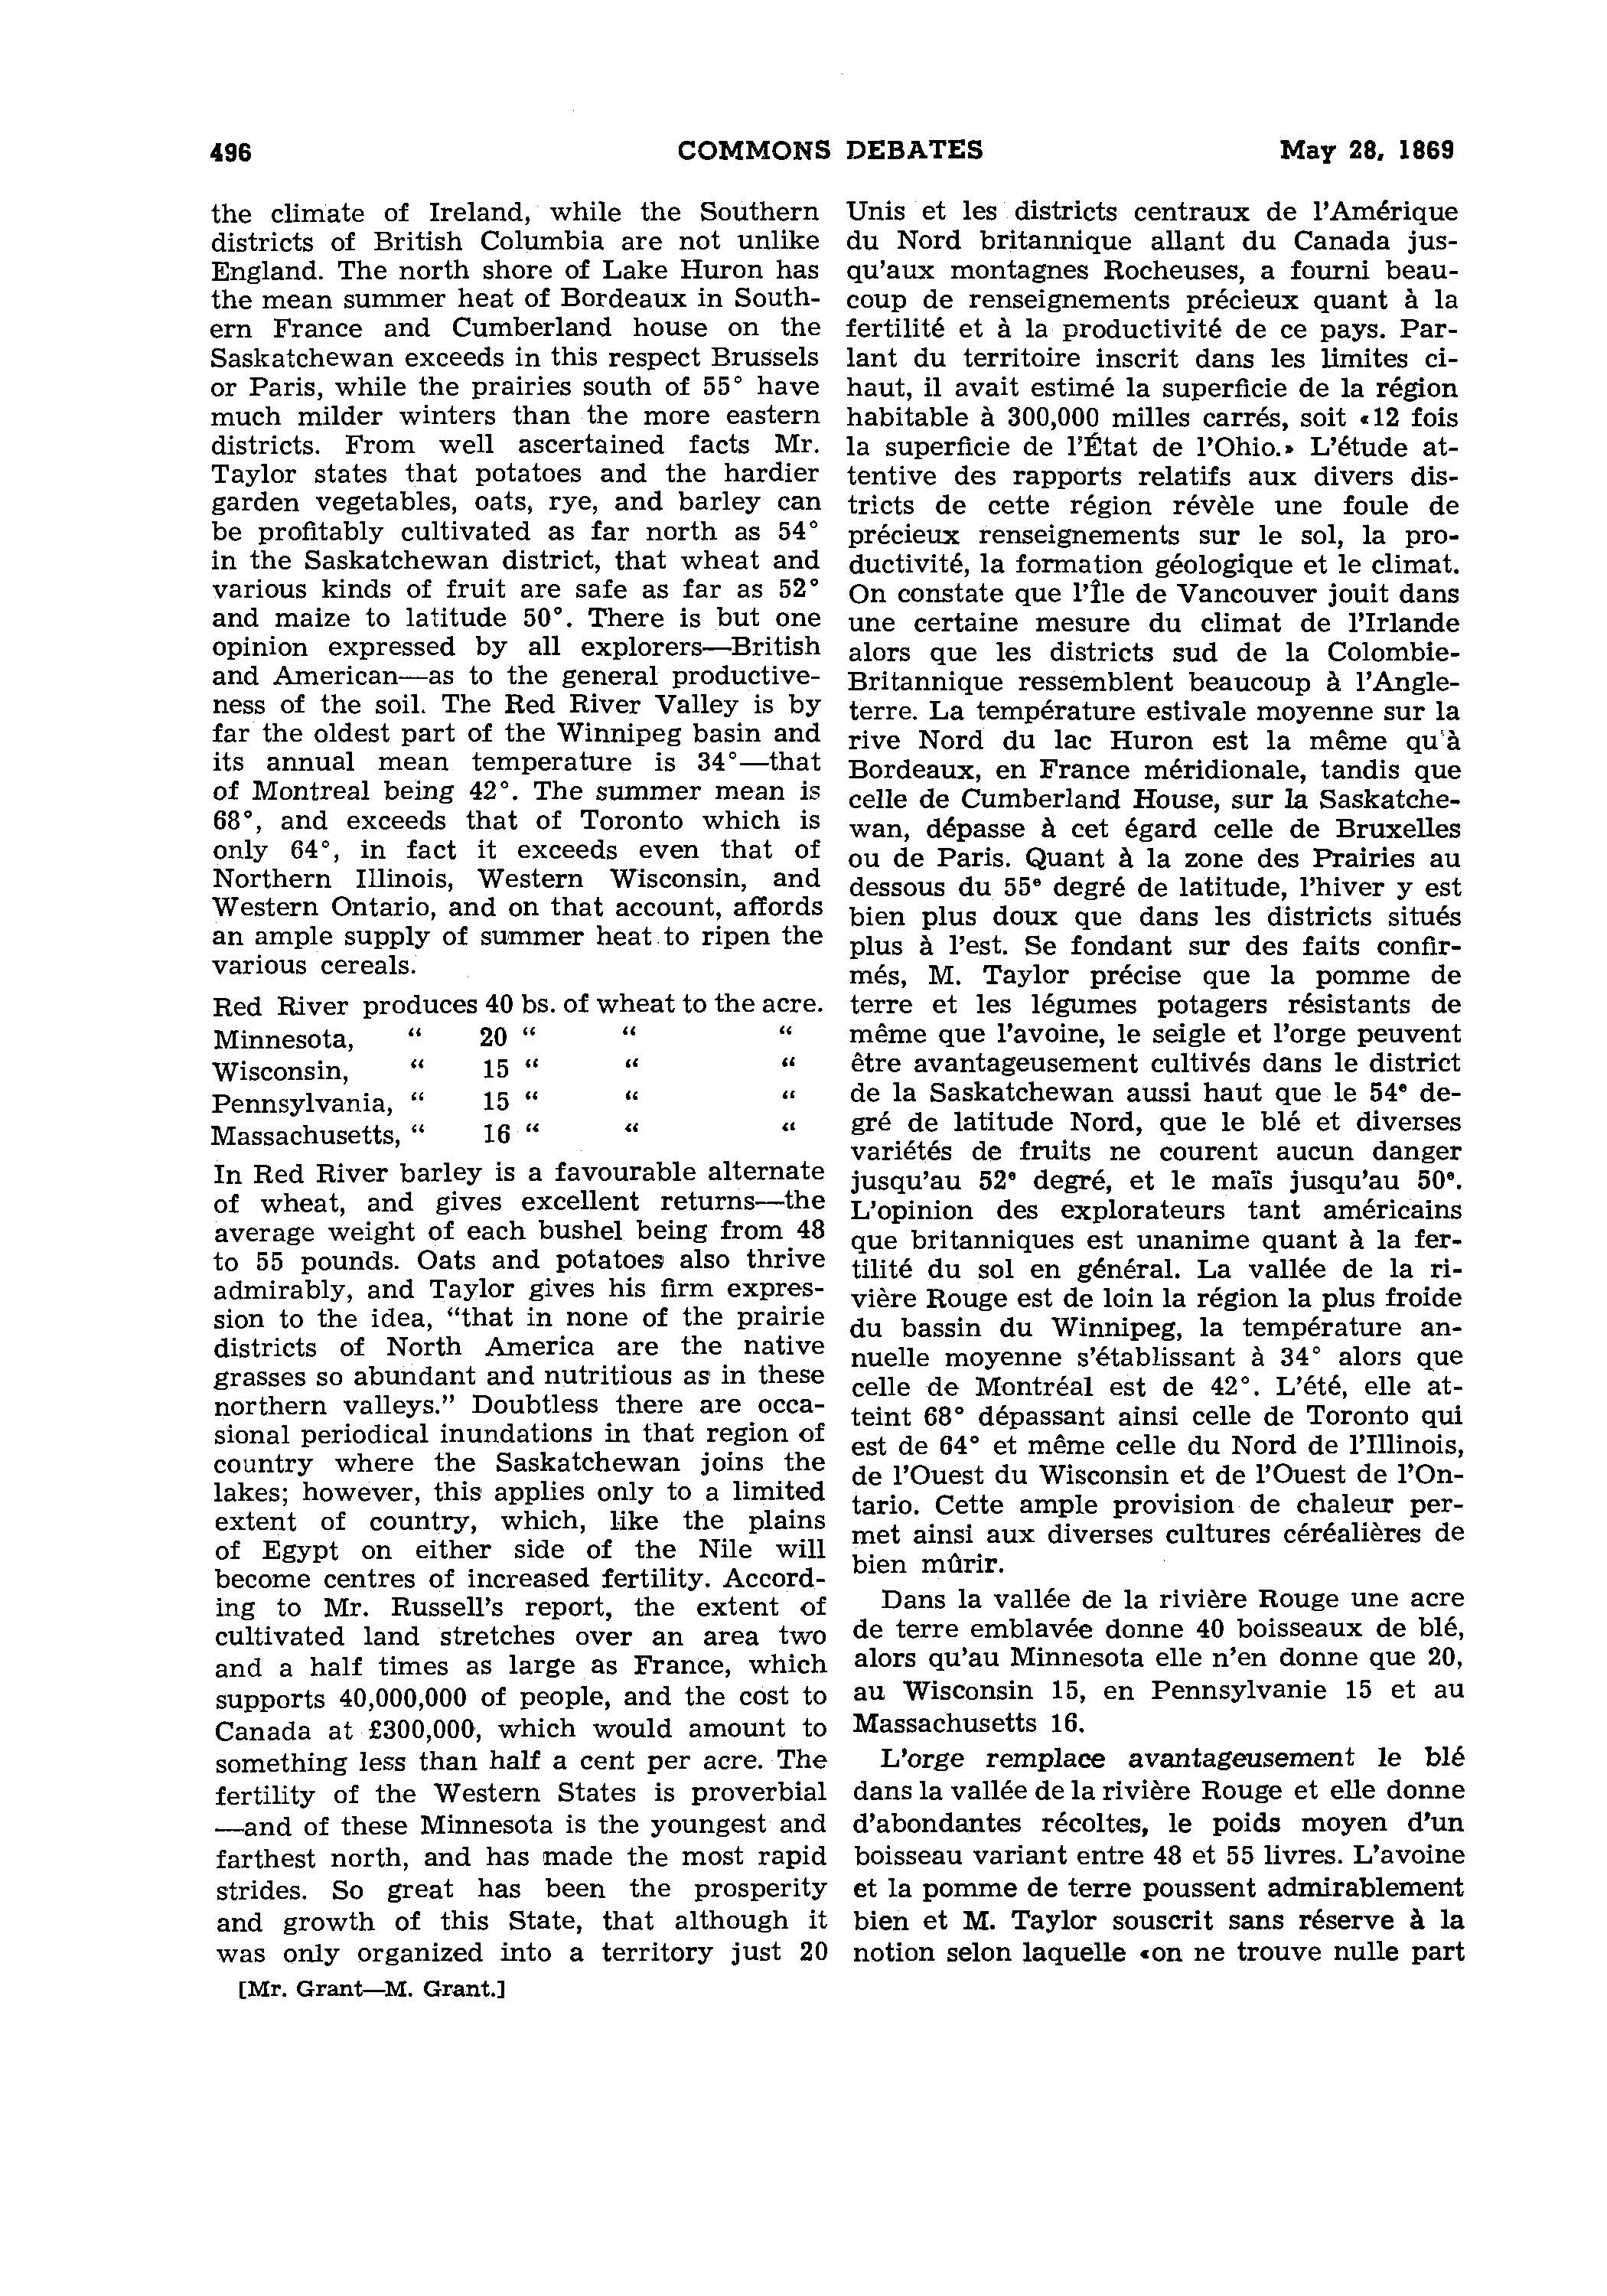 496 COMMONS DEBATES May 28, 1869
the climate of Ireland, while the Southern
districts of British Columbia are not unlike
England. The north shore of Lake Huron has
the mean summer heat of Bordeaux in South-
ern France and Cumberland house on the
Saskatchewan exceeds in this respect Brussels
or Paris, while the prairies south of 55° have
much milder winters than the more eastern
districts. From well ascertained facts Mr.
Taylor states that potatoes and the hardier
garden vegetables, oats, rye, and barley can
be profitably cultivated as far north as 54°
in the Saskatchewan district, that wheat and
various kinds of fruit are safe as far as 52°
and maize to latitude 50°. There is but one
opinion expressed by all explorers—British
and American—as to the general productive-
ness of the soil. The Red River Valley is by
far the oldest part of the Winnipeg basin and
its annual mean temperature is 34°—that
of Montreal being 42°. The summer mean is
68°, and exceeds that of Toronto which is
only 64°, in fact it exceeds even that of
Northern Illinois, Western Wisconsin, and
Western Ontario, and on that account, affords
an ample supply of summer heat to ripen the
various cereals.
Red River produces 40 bs. of wheat to the acre.
Minnesota, “ 20 “ “ “
Wisconsin, “ 15 “ “ “
Pennsylvania, “ 15 “ “ “
Massachusetts, “ 16 “ “ “
In Red River barley is a favourable alternate
of wheat, and gives excellent returns—the
average weight of each bushel being from 48
to 55 pounds. Oats and potatoes also thrive
admirably, and Taylor gives his firm expres-
sion to the idea, “that in none of the prairie
districts of North America are the native
grasses so abundant and nutritious as in these
northern valleys.” Doubtless there are occa-
sional periodical inundations in that region of
country where the Saskatchewan joins the
lakes; however, this applies only to a limited
extent of country, which, like the plains
of Egypt on either side of the Nile will
become centres of increased fertility. Accord-
ing to Mr. Russell’s report, the extent of
cultivated land stretches over an area two
and a half times as large as France, which
supports 40,000,000 of people, and the cost to
Canada at £300,000, which would amount to
something less than half a cent per acre. The
fertility of the Western States is proverbial
—and of these Minnesota is the youngest and
farthest north, and has made the most rapid
strides. So great has been the prosperity
and growth of this State, that although it
was only organized into a territory just 20
[Mr. Grant—M. Grant.]
Unis et les districts centraux de l’Amérique
du Nord britannique allant du Canada jus-
qu’aux montagnes Rocheuses, a fourni beau-
coup de renseignements précieux quant à la
fertilité et à la productivité de ce pays. Par-
lant du territoire inscrit dans les limites ci-
haut, il avait estimé la superficie de la région
habitable à 300,000 milles carrés, soit «12 fois
la superficie de l’État de l’Ohio.» L’étude at-
tentive des rapports relatifs aux divers dis-
tricts de cette région révèle une foule de
précieux renseignements sur le sol, la pro-
ductivité, la formation géologique et le climat.
On constate que l’Île de Vancouver jouit dans
une certaine mesure du climat de l’Irlande
alors que les districts sud de la Colombie-
Britannique ressemblent beaucoup à l’Angle-
terre. La température estivale moyenne sur la
rive Nord du lac Huron est la même qu’à
Bordeaux, en France méridionale, tandis que
celle de Cumberland House, sur la Saskatche-
wan, dépasse à cet égard celle de Bruxelles
ou de Paris. Quant à la zone des Prairies au
dessous du 55e degré de latitude, l’hiver y est
bien plus doux que dans les districts situés
plus à l’est. Se fondant sur des faits confir-
més, M. Taylor précise que la pomme de
terre et les légumes potagers résistants de
même que l’avoine, le seigle et l’orge peuvent
être avantageusement cultivés dans le district
de la Saskatchewan aussi haut que le 54e de-
gré de latitude Nord, que le blé et diverses
variétés de fruits ne courent aucun danger
jusqu’au 52e degré, et le maïs jusqu’au 50e.
L’opinion des explorateurs tant américains
que britanniques est unanime quant à la fer-
tilité du sol en général. La vallée de la ri-
vière Rouge est de loin la région la plus froide
du bassin du Winnipeg, la température an-
nuelle moyenne s’établissant à 34° alors que
celle de Montréal est de 42°. L’été, elle at-
teint 68° dépassant ainsi celle de Toronto qui
est de 64° et même celle du Nord de l’Illinois,
de l’Ouest du Wisconsin et de l’Ouest de l’On-
tario. Cette ample provision de chaleur per-
met ainsi aux diverses cultures céréalières de
bien mûrir.
Dans la vallée de la rivière Rouge une acre
de terre emblavée donne 40 boisseaux de blé,
alors qu’au Minnesota elle n’en donne que 20,
au Wisconsin 15, en Pennsylvanie 15 et au
Massachusetts 16.
L’orge remplace avantageusement le blé
dans la vallée de la rivière Rouge et elle donne
d’abondantes récoltes, le poids moyen d’un
boisseau variant entre 48 et 55 livres. L’avoine
et la pomme de terre poussent admirablement
bien et M. Taylor souscrit sans réserve à la
notion selon laquelle «on ne trouve nulle part